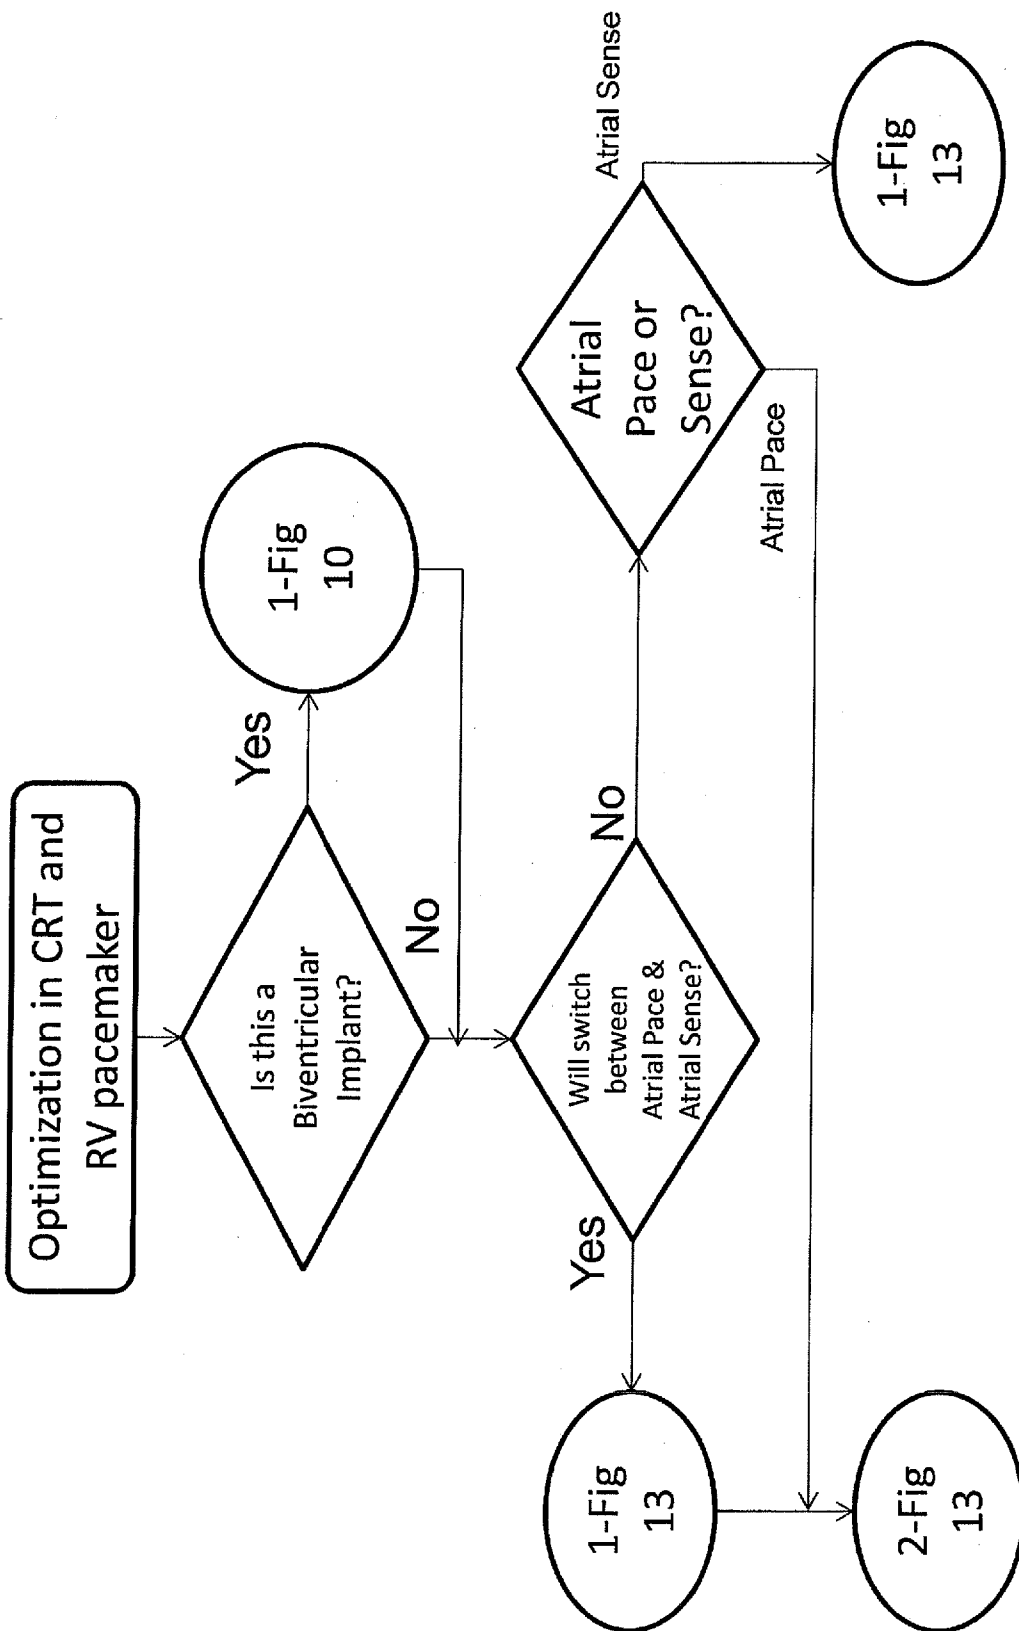 Optimization in CRT and
RV pacemaker
Is this a
Biventricular
Implant?
Yes
1-Fig
10
No
Will switch
between
Atrial Pace &
Atrial Sense?
Yes
No
1-Fig
13
2-Fig
13
Atrial
Pace or
Sense?
Atrial Pace
Atrial Sense
1-Fig
13